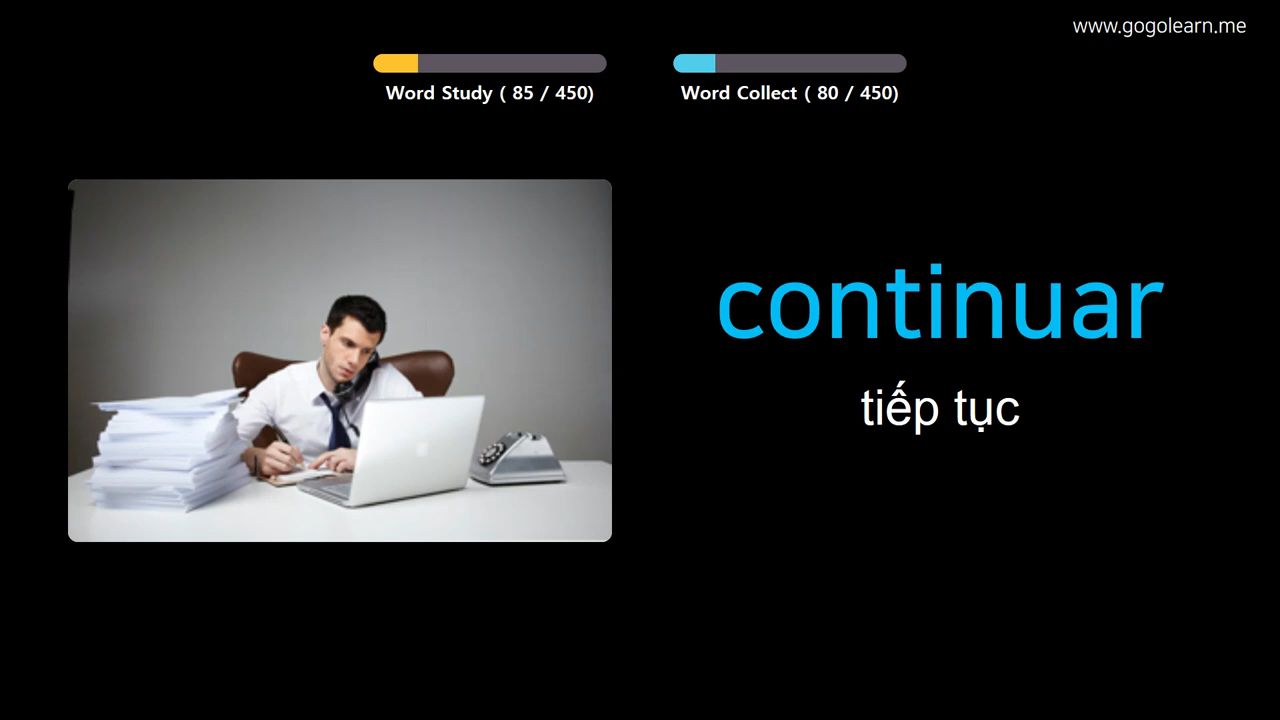 www.gogolearn.me
Word Study ( 85 / 450)
Word Collect ( 80 / 450)
continuar
tiếp tục